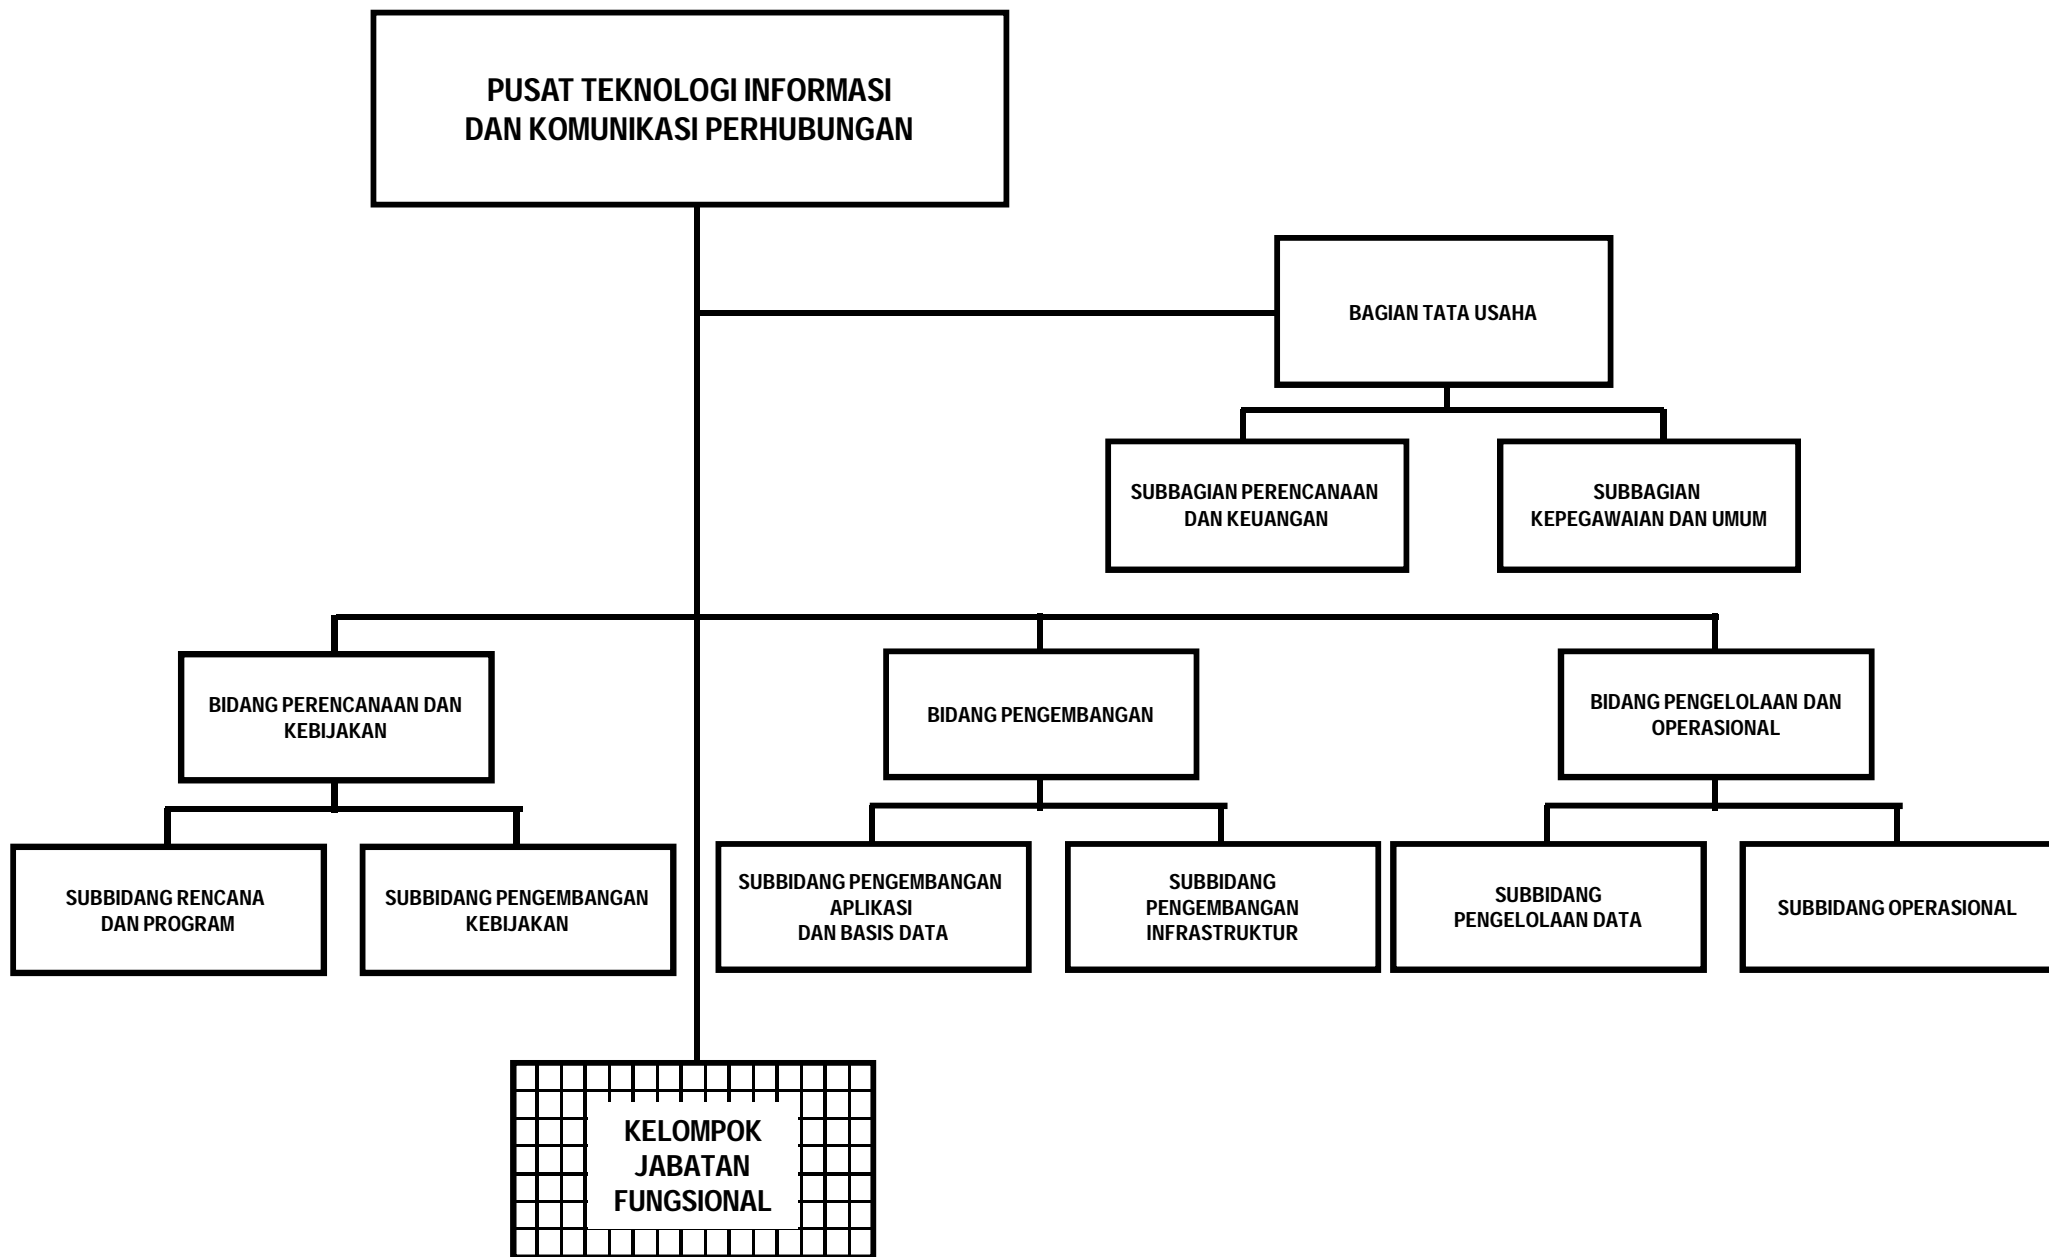 PUSAT TEKNOLOGI INFORMASI
DAN KOMUNIKASI PERHUBUNGAN
BAGIAN TATA USAHA
SUBBAGIAN PERENCANAAN
DAN KEUANGAN
SUBBAGIAN
KEPEGAWAIAN DAN UMUM
BIDANG PERENCANAAN DAN
KEBIJAKAN
BIDANG PENGEMBANGAN
BIDANG PENGELOLAAN DAN
OPERASIONAL
SUBBIDANG RENCANA
DAN PROGRAM
SUBBIDANG PENGEMBANGAN
KEBIJAKAN
SUBBIDANG PENGEMBANGAN
APLIKASI
DAN BASIS DATA
SUBBIDANG
PENGEMBANGAN
INFRASTRUKTUR
SUBBIDANG
PENGELOLAAN DATA
SUBBIDANG OPERASIONAL
KELOMPOK
JABATAN
FUNGSIONAL